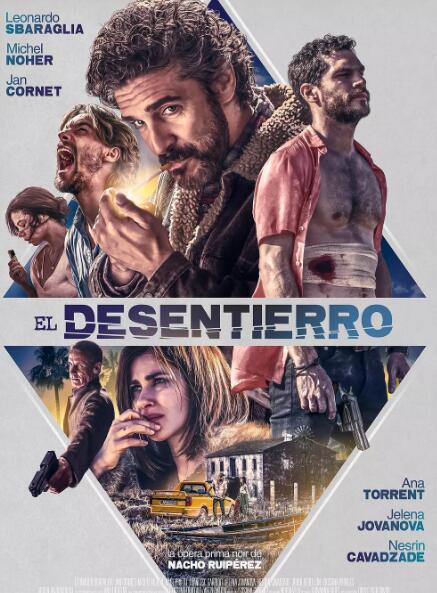 Leonardo
SBARAGLIA
Michel
NOHER
Jan
CORNET
EL DESENTIERRO
Ana
TORRENT
Jelena
JOVANOVA
Nesrin
CAVADZADE
la ópera prima noir de
NACHO RUIPÉREZ